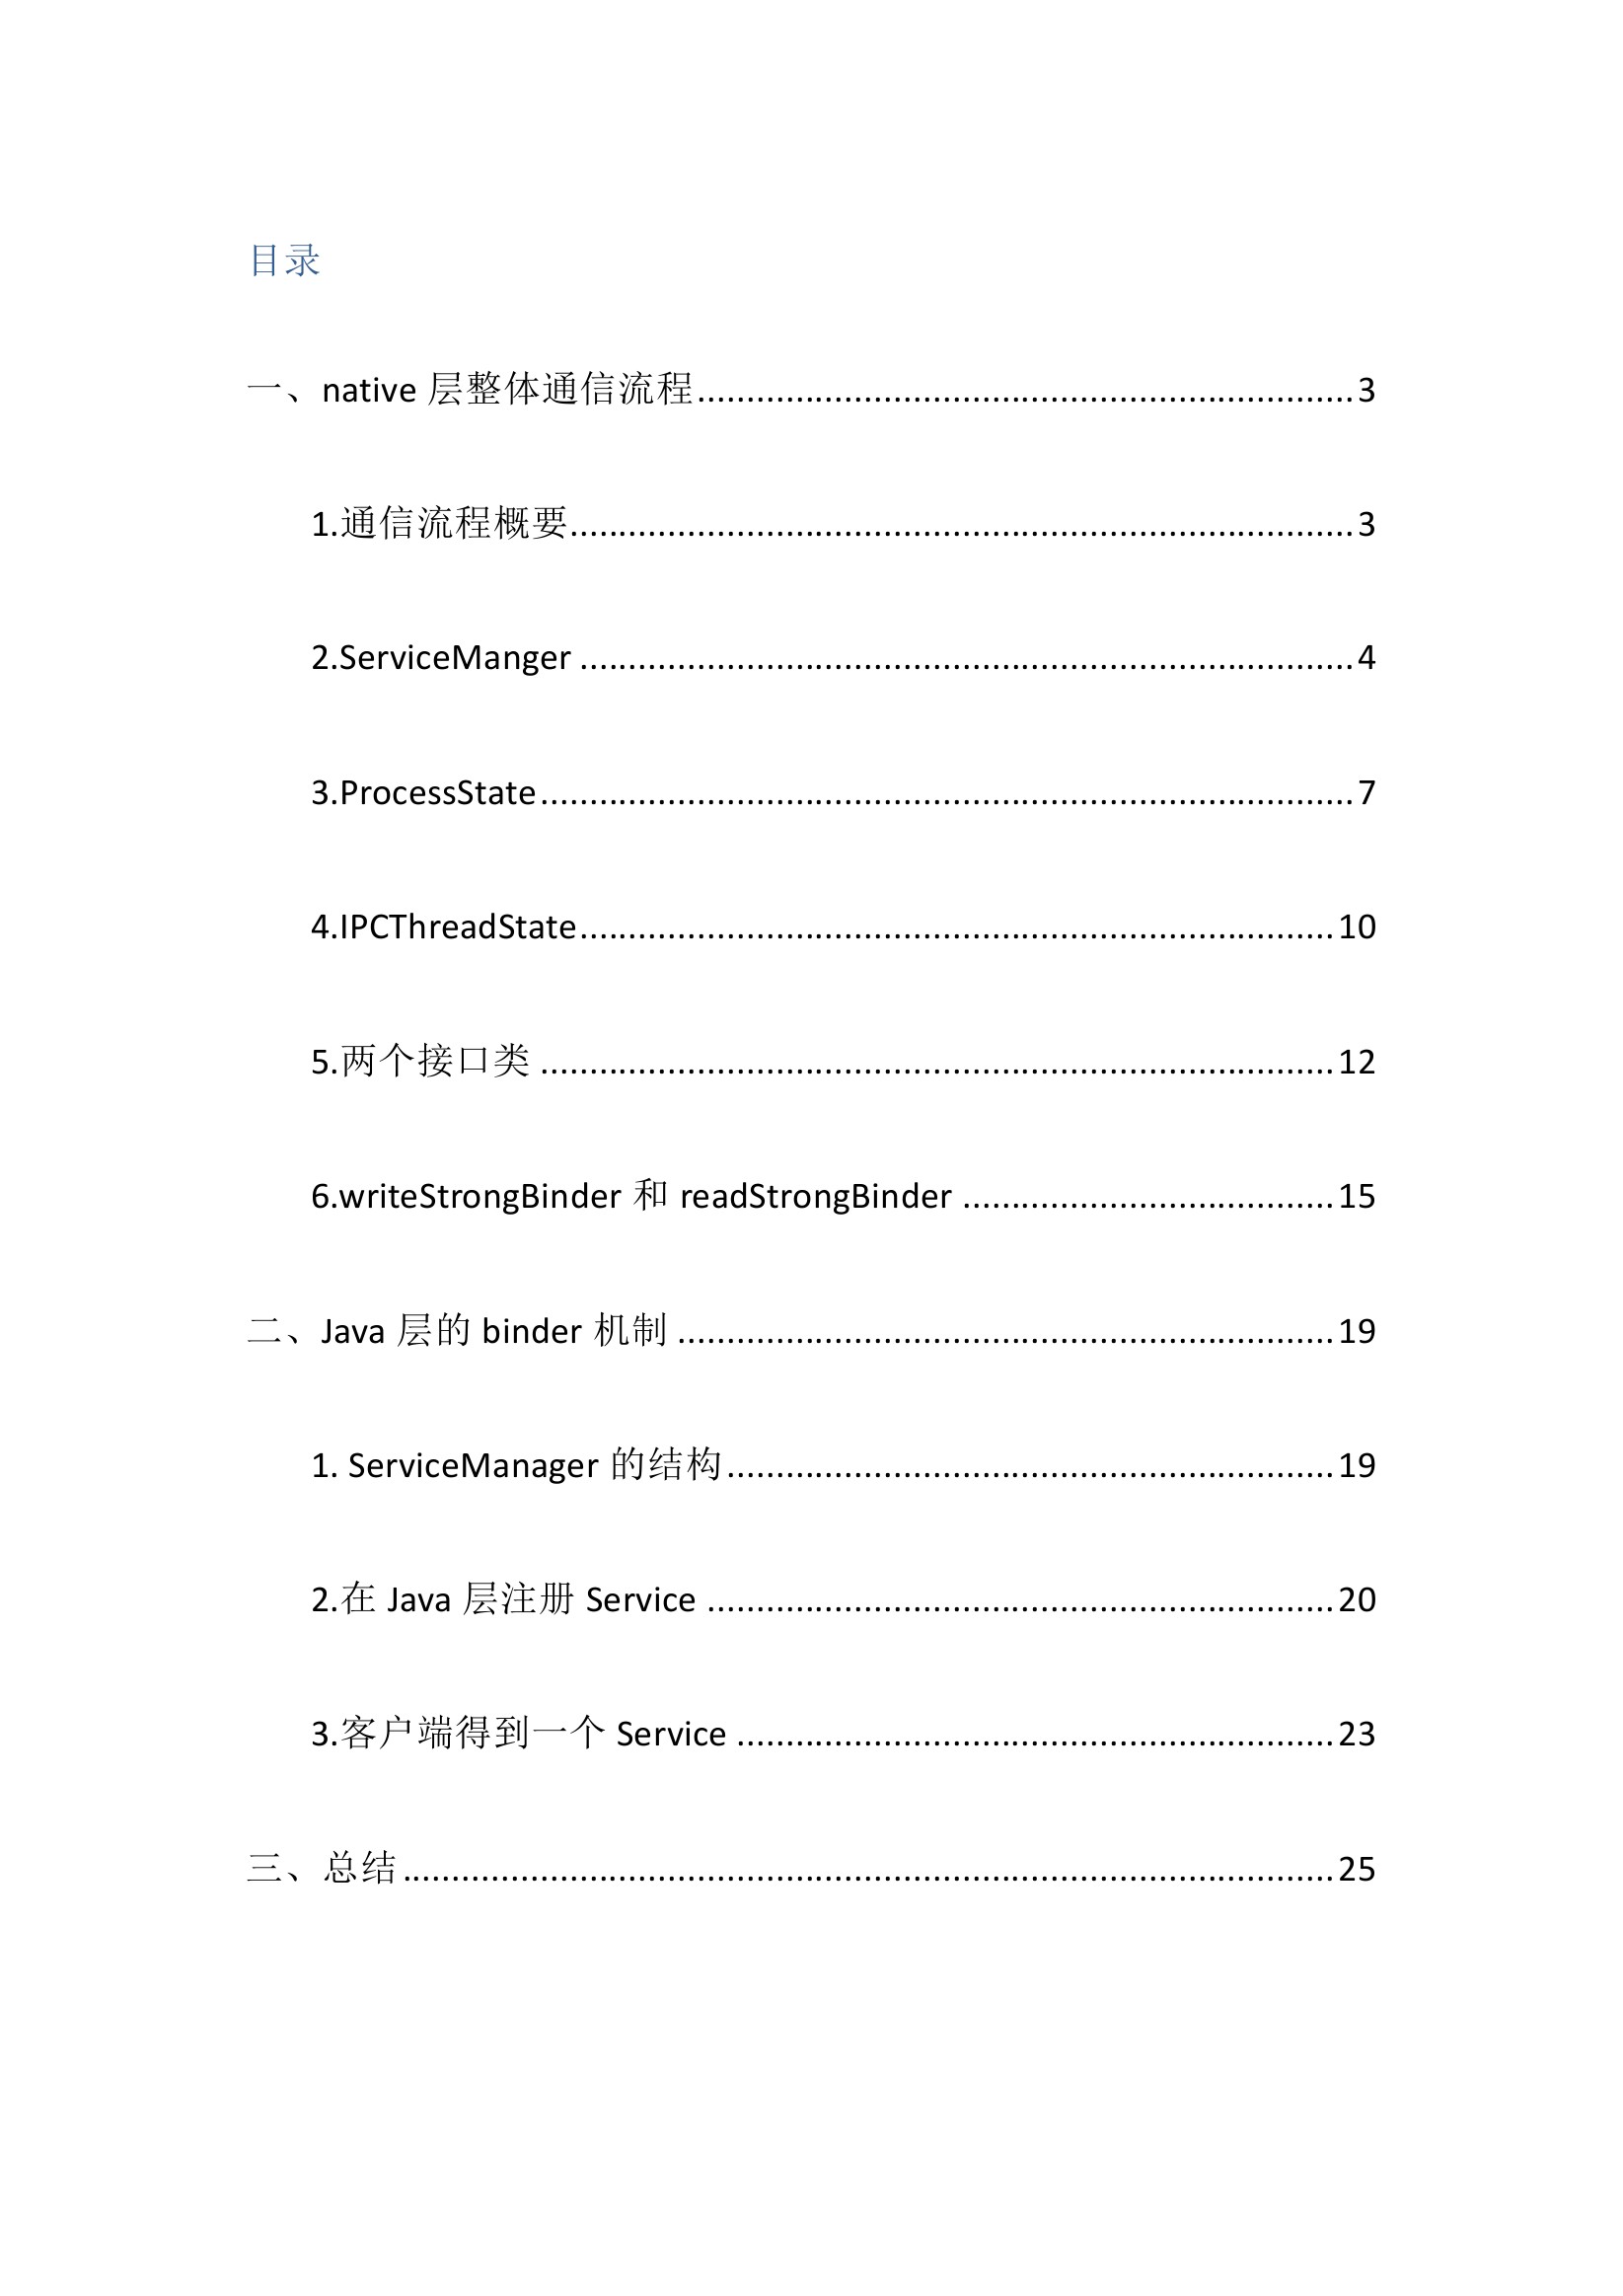 目录
一、native 层整体通信流程........................................3
1.通信流程概要........................................3
2.ServiceManger ........................................4
3.ProcessState........................................7
4.IPCThreadState........................................10
5.两个接口类 ........................................12
6.writeStrongBinder 和 readStrongBinder ........................................15
二、Java 层的 binder 机制 ........................................19
1. ServiceManager 的结构........................................19
2.在 Java 层注册 Service ........................................20
3.客户端得到一个 Service ........................................23
三、总结........................................25